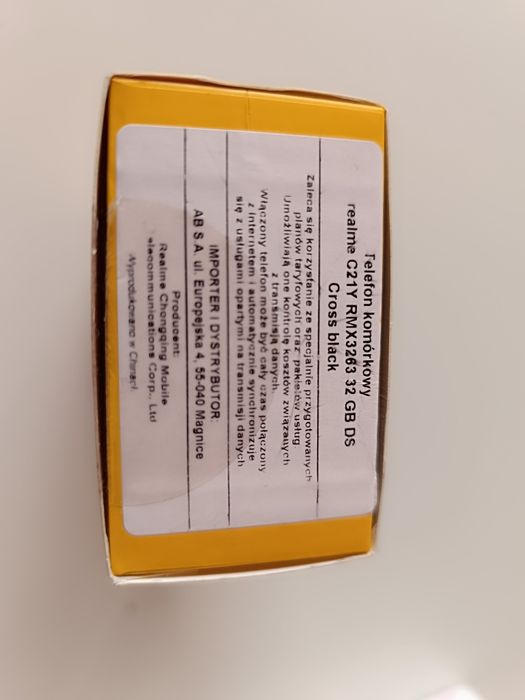 Telefon komórkowy
realme C21Y RMX3263 32 GB DS
Cross black
Zaleca się korzystanie ze specjalnie przygotowanych
planów taryfowych oraz pakietów usług
Umożliwiają one kontrolę kosztów związanych
z transmisją danych.
Włączony telefon może być cały czas połączony
z Internetem i automatycznie synchronizuje
się z usługami opartymi na transmisji danych
IMPORTER I DYSTRYBUTOR:
AB S.A. ul. Europejska 4, 55-040 Magnice
Producent:
Realme Chongqing Mobile
elecommunications Corp., Ltd
Wyprodukowano w Chinach